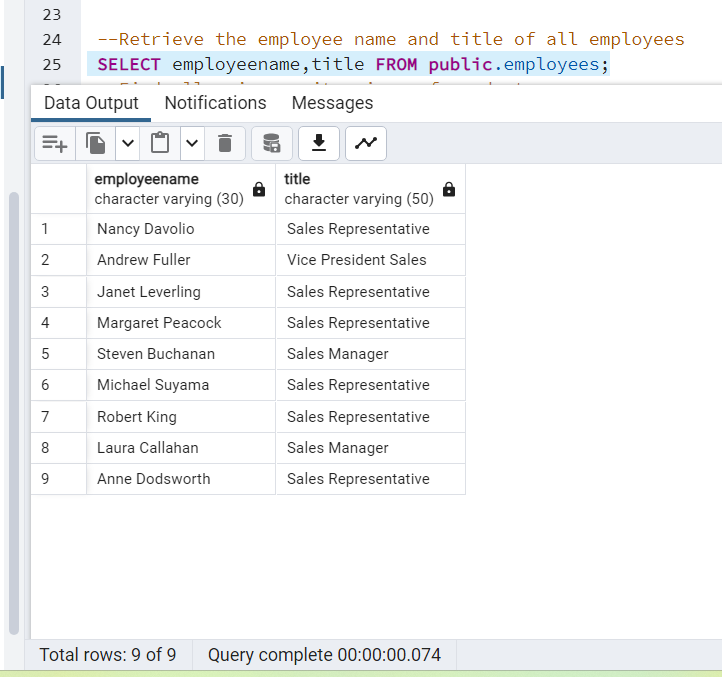 23
24 --Retrieve the employee name and title of all employees
25 SELECT employeename,title FROM public.employees;
Data Output Notifications Messages
employeename title
character varying (30) character varying (50)
1 Nancy Davolio Sales Representative
2 Andrew Fuller Vice President Sales
3 Janet Leverling Sales Representative
4 Margaret Peacock Sales Representative
5 Steven Buchanan Sales Manager
6 Michael Suyama Sales Representative
7 Robert King Sales Representative
8 Laura Callahan Sales Manager
9 Anne Dodsworth Sales Representative
Total rows: 9 of 9 Query complete 00:00:00.074